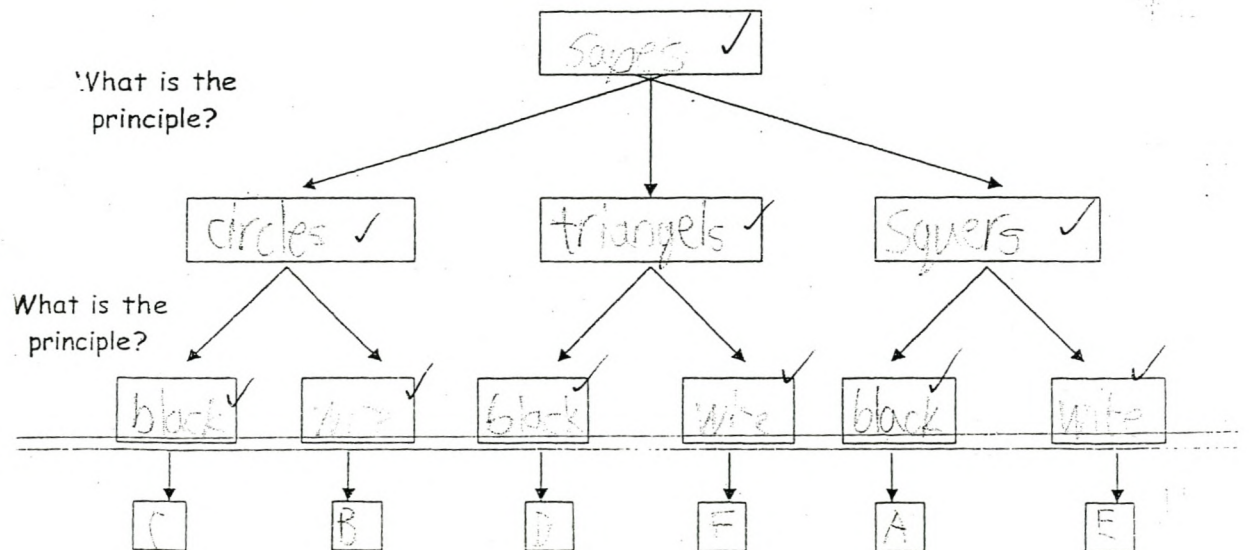 Sapes
What is the
principle?
circles triangels Squers
What is the
principle?
black black wite black wite
C B D F A E